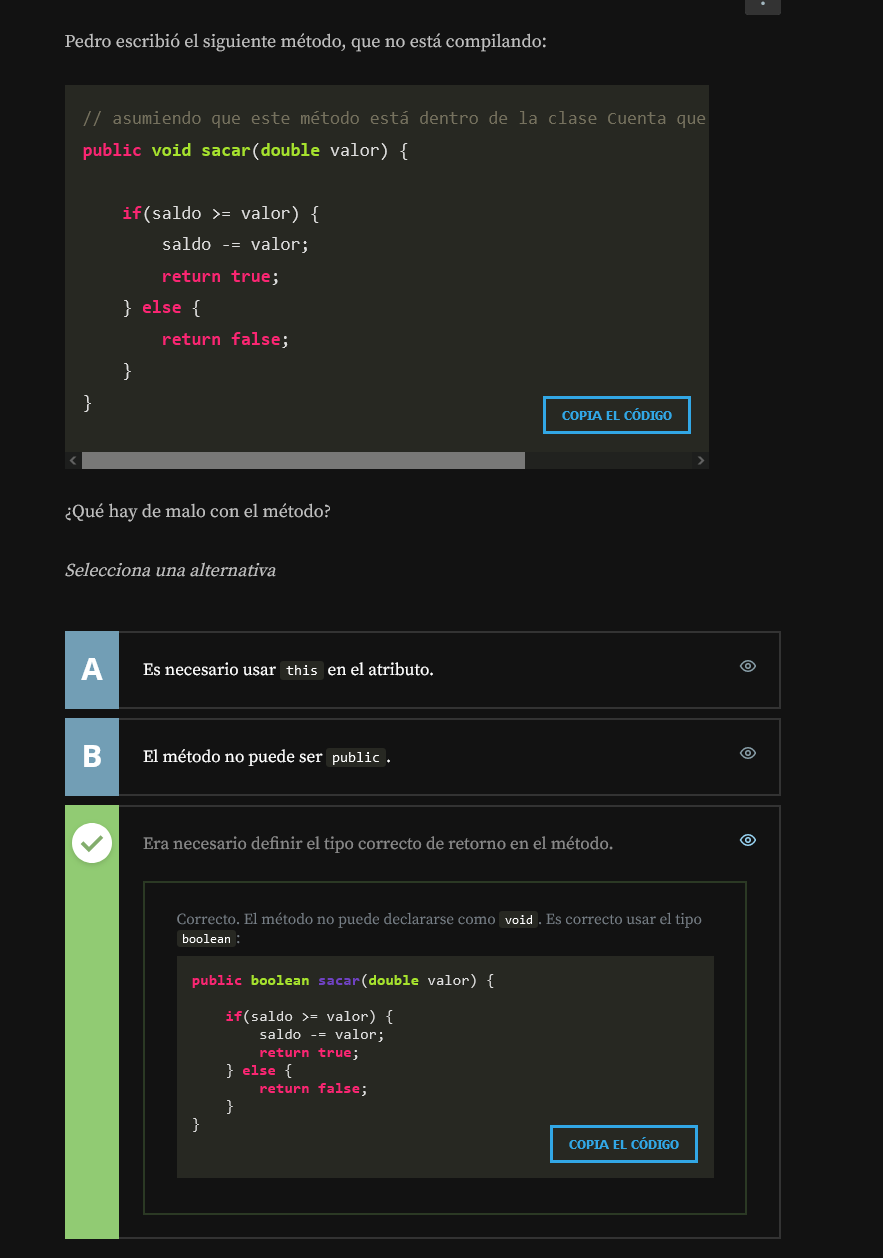 Pedro escribió el siguiente método, que no está compilando:
// asumiendo que este método está dentro de la clase Cuenta que
public void sacar(double valor) {
if(saldo >= valor) {
saldo -= valor;
return true;
} else {
return false;
}
}
COPIA EL CÓDIGO
¿Qué hay de malo con el método?
Selecciona una alternativa
A
Es necesario usar this en el atributo.
B
El método no puede ser public.
Era necesario definir el tipo correcto de retorno en el método.
Correcto. El método no puede declararse como void. Es correcto usar el tipo
boolean:
public boolean sacar(double valor) {
if(saldo >= valor) {
saldo -= valor;
return true;
} else {
return false;
}
}
COPIA EL CÓDIGO